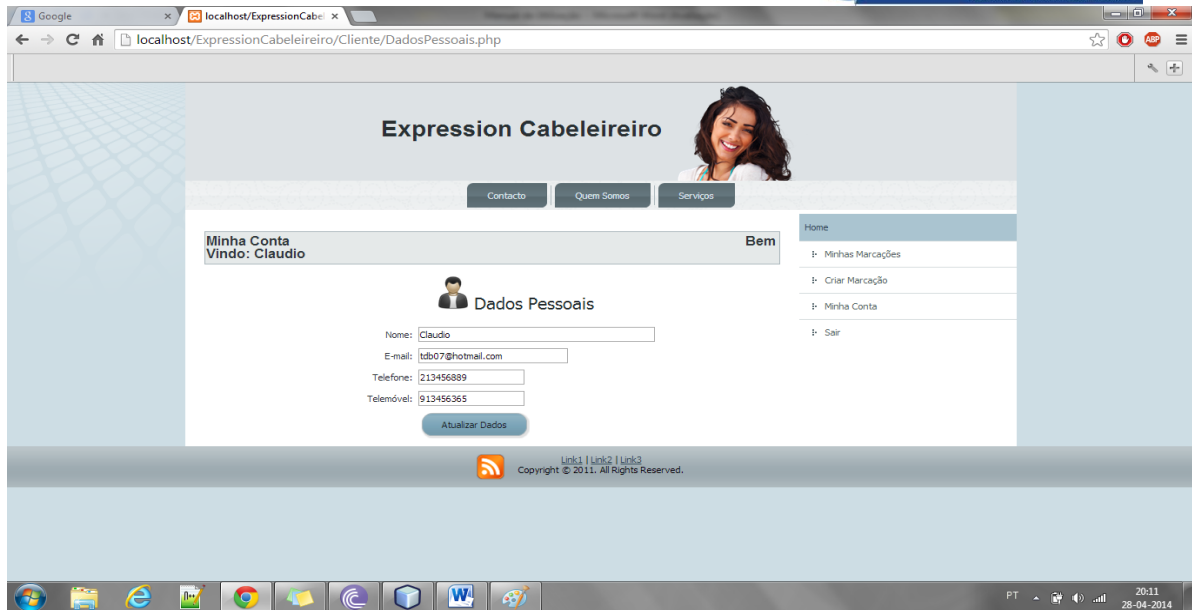 Google
localhost/ExpressionCabel
localhost/ExpressionCabeleireiro/Cliente/DadosPessoais.php
ABP
Expression Cabeleireiro
Contacto
Quem Somos
Serviços
Minha Conta Bem
Vindo: Claudio
Dados Pessoais
Nome: Claudio
E-mail: tdb07@hotmail.com
Telefone: 213456889
Telemóvel: 913456365
Atualizar Dados
Home
Minhas Marcações
Criar Marcação
Minha Conta
Sair
Link1 | Link2 | Link3
Copyright © 2011. All Rights Reserved.
PT
20:11
28-04-2014